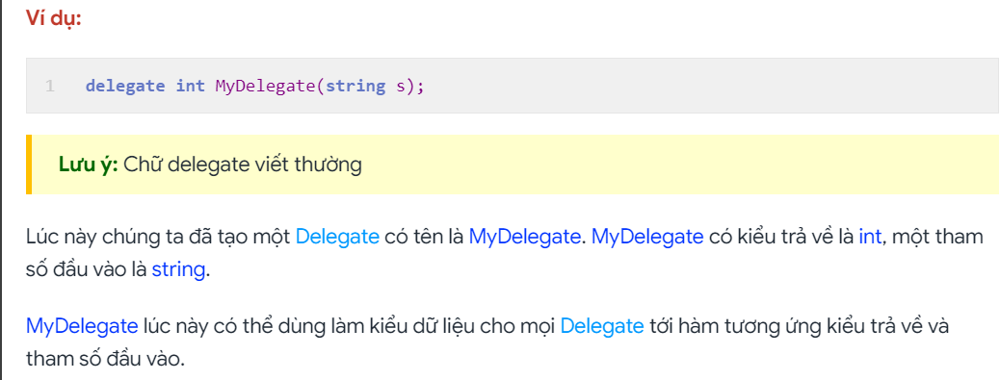 Ví dụ:
1 delegate int MyDelegate(string s);
Lưu ý: Chữ delegate viết thường
Lúc này chúng ta đã tạo một Delegate có tên là MyDelegate. MyDelegate có kiểu trả về là int, một tham
số đầu vào là string.
MyDelegate lúc này có thể dùng làm kiểu dữ liệu cho mọi Delegate tới hàm tương ứng kiểu trả về và
tham số đầu vào.